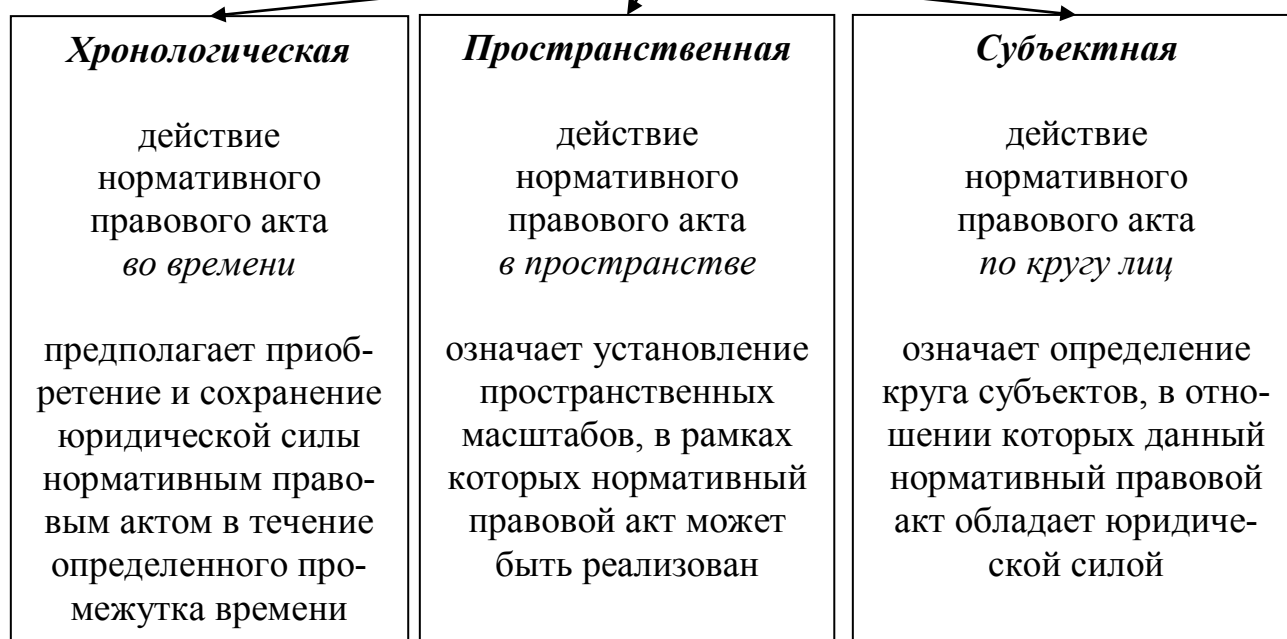 Хронологическая
действие
нормативного
правового акта
во времени
предполагает приоб-
ретение и сохранение
юридической силы
нормативным право-
вым актом в течение
определенного про-
межутка времени
Пространственная
действие
нормативного
правового акта
в пространстве
означает установление
пространственных
масштабов, в рамках
которых нормативный
правовой акт может
быть реализован
Субъектная
действие
нормативного
правового акта
по кругу лиц
означает определение
круга субъектов, в отно-
шении которых данный
нормативный правовой
акт обладает юридиче-
ской силой